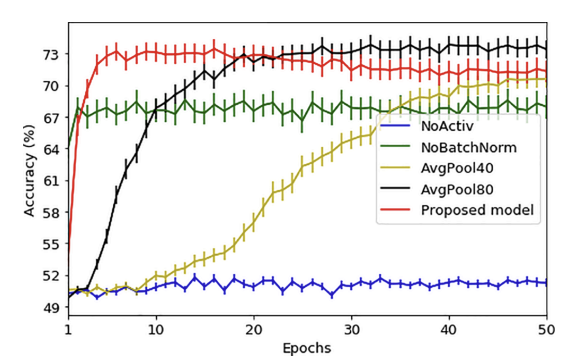 Accuracy (%)
73
70
67
64
61
58
55
52
49
NoActiv
NoBatchNorm
AvgPool40
AvgPool80
Proposed model
1 10 20 30 40 50
Epochs